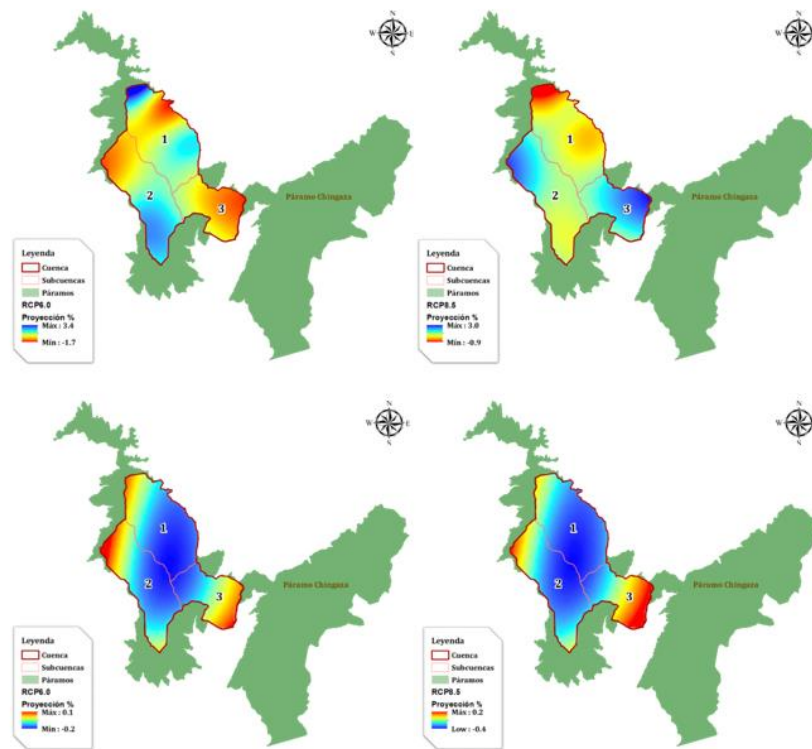 N
W E
S
1
2
3
Páramo Chingaza
Leyenda
Cuenca
Subcuencas
Páramos
RCP6.0
Proyección %
Máx : 3.4
Mín : -1.7
N
W E
S
1
2
3
Páramo Chingaza
Leyenda
Cuenca
Subcuencas
Páramos
RCP8.5
Proyección %
Máx : 3.0
Mín : -0.9
N
W E
S
1
2
3
Páramo Chingaza
Leyenda
Cuenca
Subcuencas
Páramos
RCP6.0
Proyección %
Máx : 0.1
Mín : -0.2
N
W E
S
1
2
3
Páramo Chingaza
Leyenda
Cuenca
Subcuencas
Páramos
RCP8.5
Proyección %
Máx : 0.2
Low : -0.4